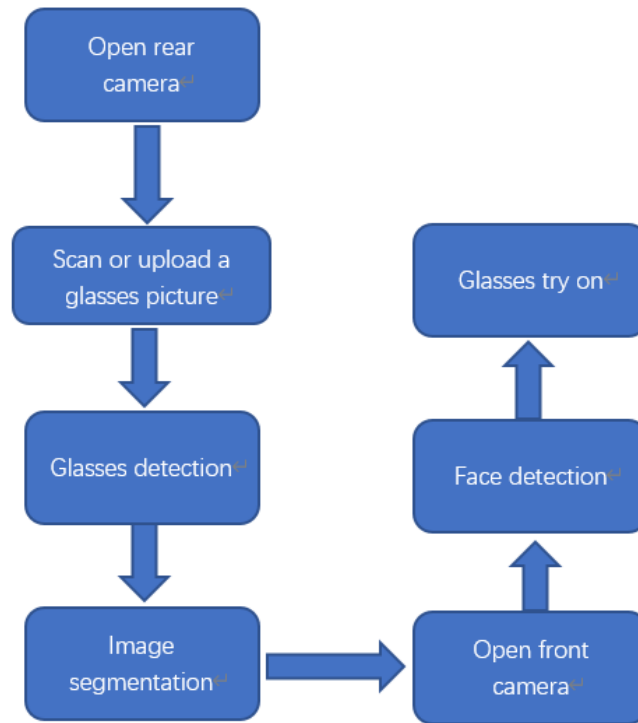 Open rear
camera
Scan or upload a
glasses picture
Glasses detection
Image
segmentation
Open front
camera
Face detection
Glasses try on